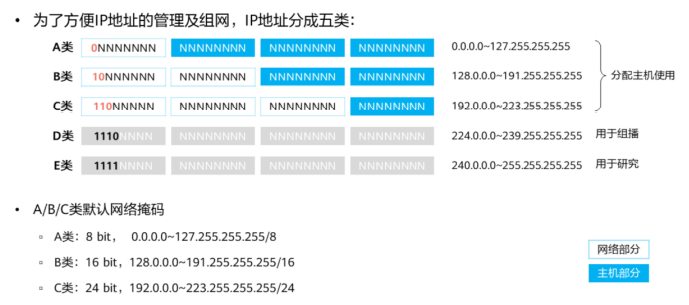 • 为了方便IP地址的管理及组网，IP地址分成五类：
A类 0NNNNNNN NNNNNNNN NNNNNNNN NNNNNNNN 0.0.0.0~127.255.255.255
B类 10NNNNNN NNNNNNNN NNNNNNNN NNNNNNNN 128.0.0.0~191.255.255.255 分配主机使用
C类 110NNNNN NNNNNNNN NNNNNNNN NNNNNNNN 192.0.0.0~223.255.255.255
D类 1110NNNN NNNNNNNN NNNNNNNN NNNNNNNN 224.0.0.0~239.255.255.255 用于组播
E类 1111NNNN NNNNNNNN NNNNNNNN NNNNNNNN 240.0.0.0~255.255.255.255 用于研究
• A/B/C类默认网络掩码
▫ A类：8 bit， 0.0.0.0~127.255.255.255/8
▫ B类：16 bit，128.0.0.0~191.255.255.255/16
▫ C类：24 bit，192.0.0.0~223.255.255.255/24
网络部分
主机部分